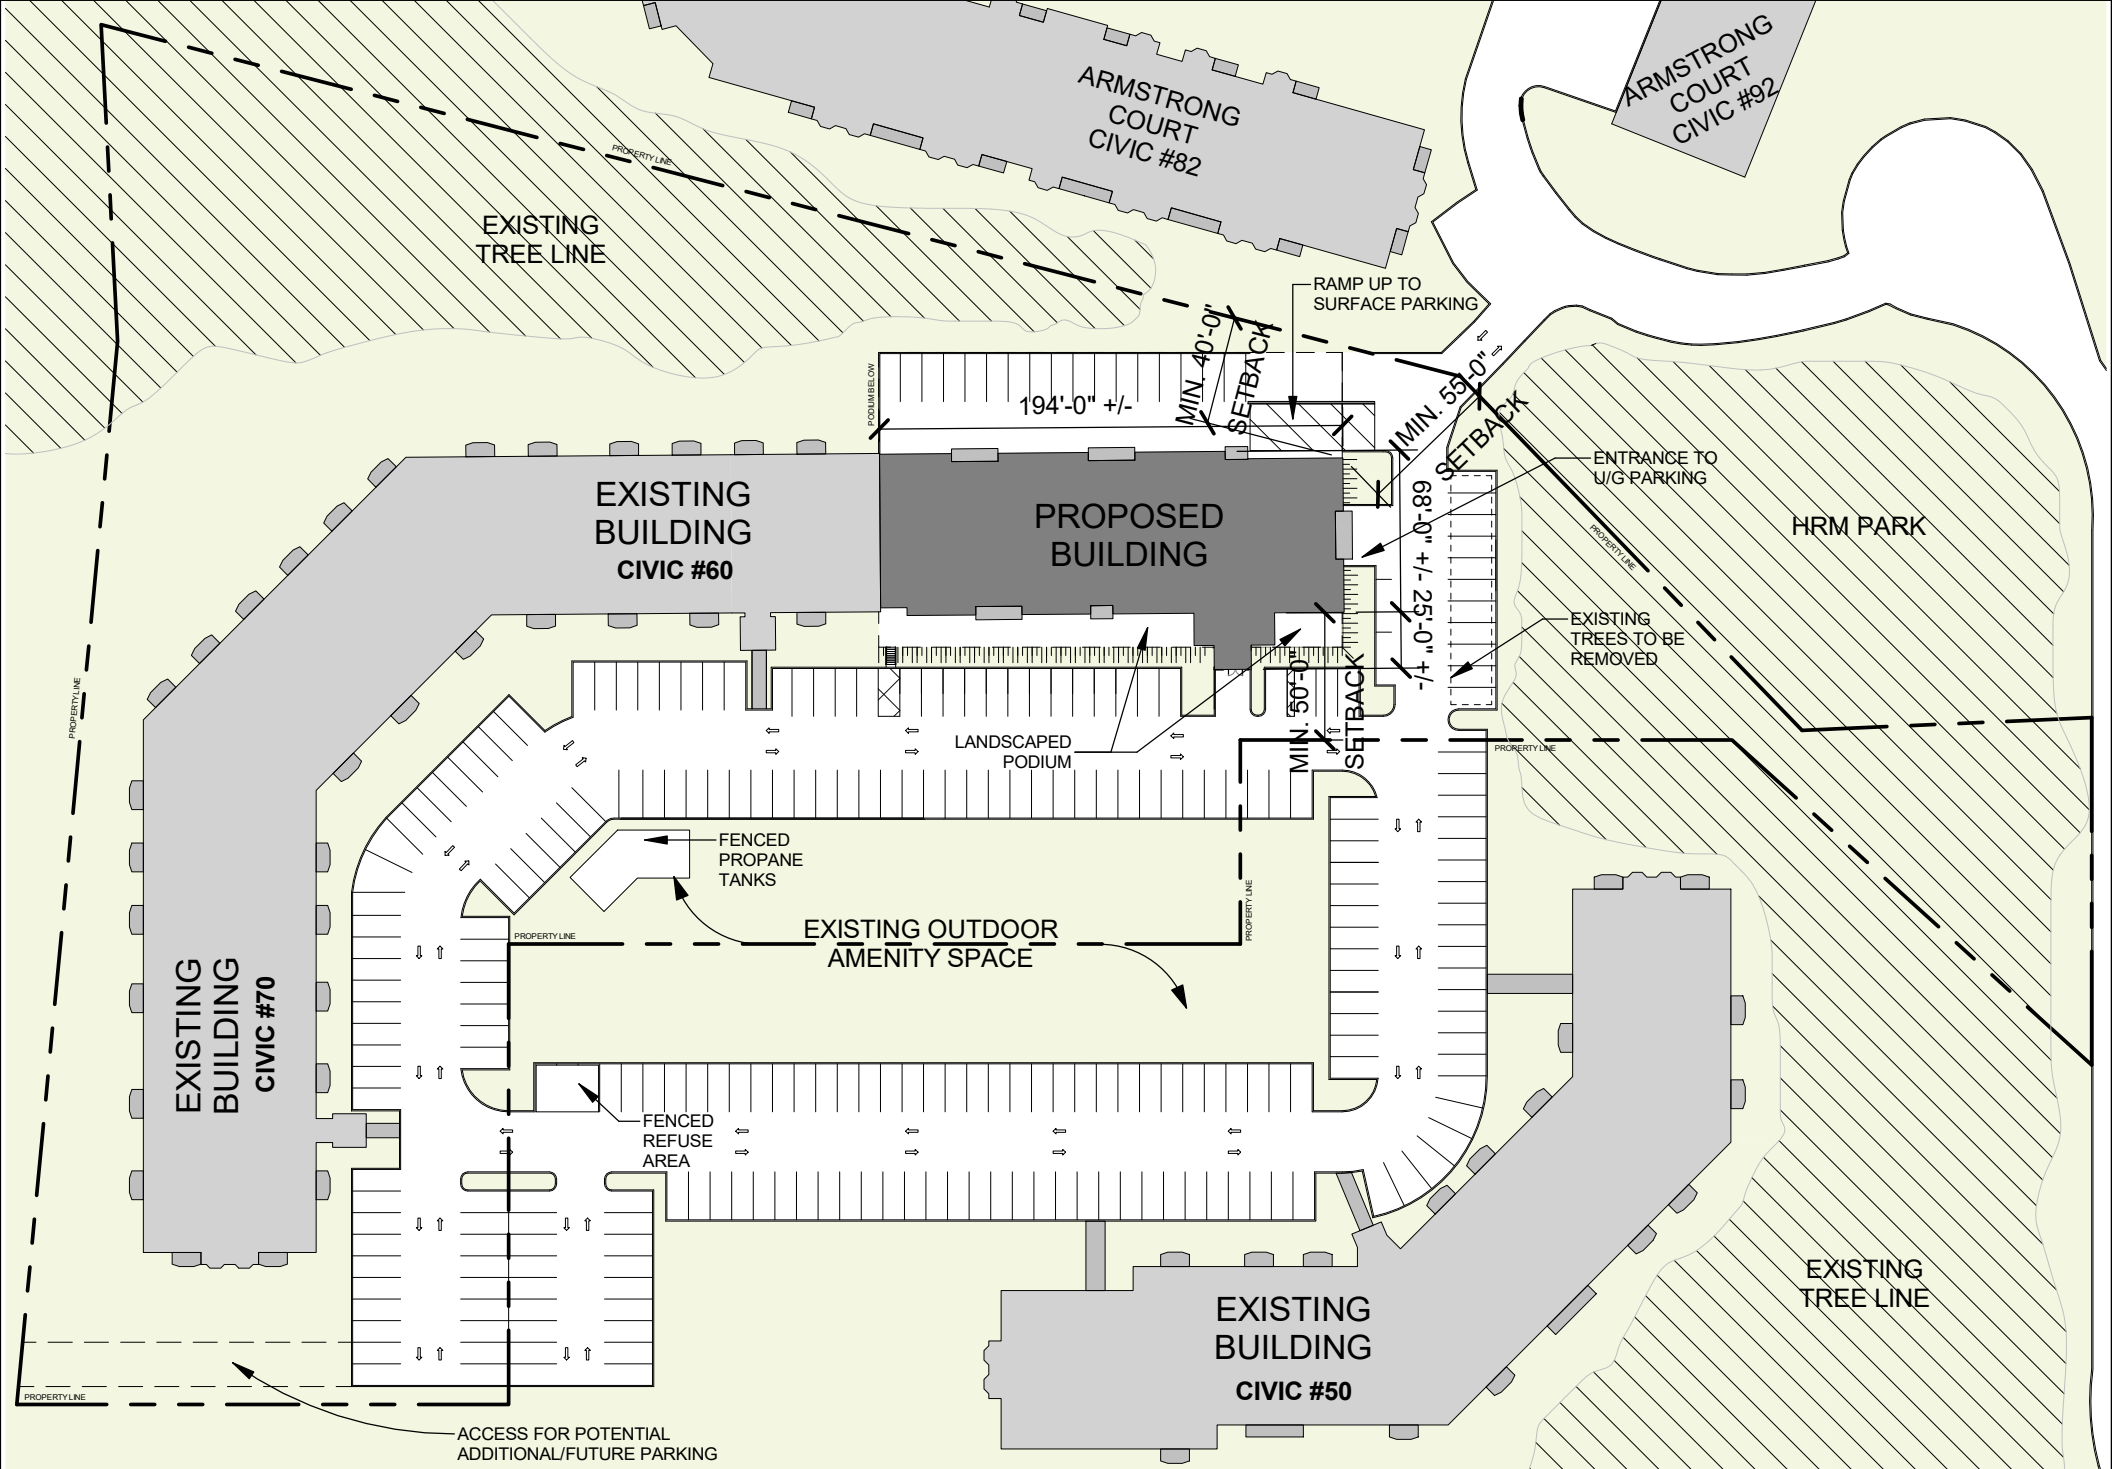 ARMSTRONG
COURT
CIVIC #82
ARMSTRONG
COURT
CIVIC #92
PROPERTY LINE
EXISTING
TREE LINE
RAMP UP TO
SURFACE PARKING
MIN. 40'-0"
SETBACK
PODIUM BELOW
194'-0" +/-
MIN. 55'-0"
SETBACK
ENTRANCE TO
U/G PARKING
EXISTING
BUILDING
CIVIC #60
PROPOSED
BUILDING
68'-0" +/-
25'-0" +/-
HRM PARK
PROPERTY LINE
EXISTING
TREES TO BE
REMOVED
PROPERTY LINE
LANDSCAPED
PODIUM
MIN. 50'-0"
SETBACK
PROPERTY LINE
FENCED
PROPANE
TANKS
PROPERTY LINE
EXISTING OUTDOOR
AMENITY SPACE
PROPERTY LINE
EXISTING
BUILDING
CIVIC #70
FENCED
REFUSE
AREA
EXISTING
TREE LINE
EXISTING
BUILDING
CIVIC #50
PROPERTY LINE
ACCESS FOR POTENTIAL
ADDITIONAL/FUTURE PARKING